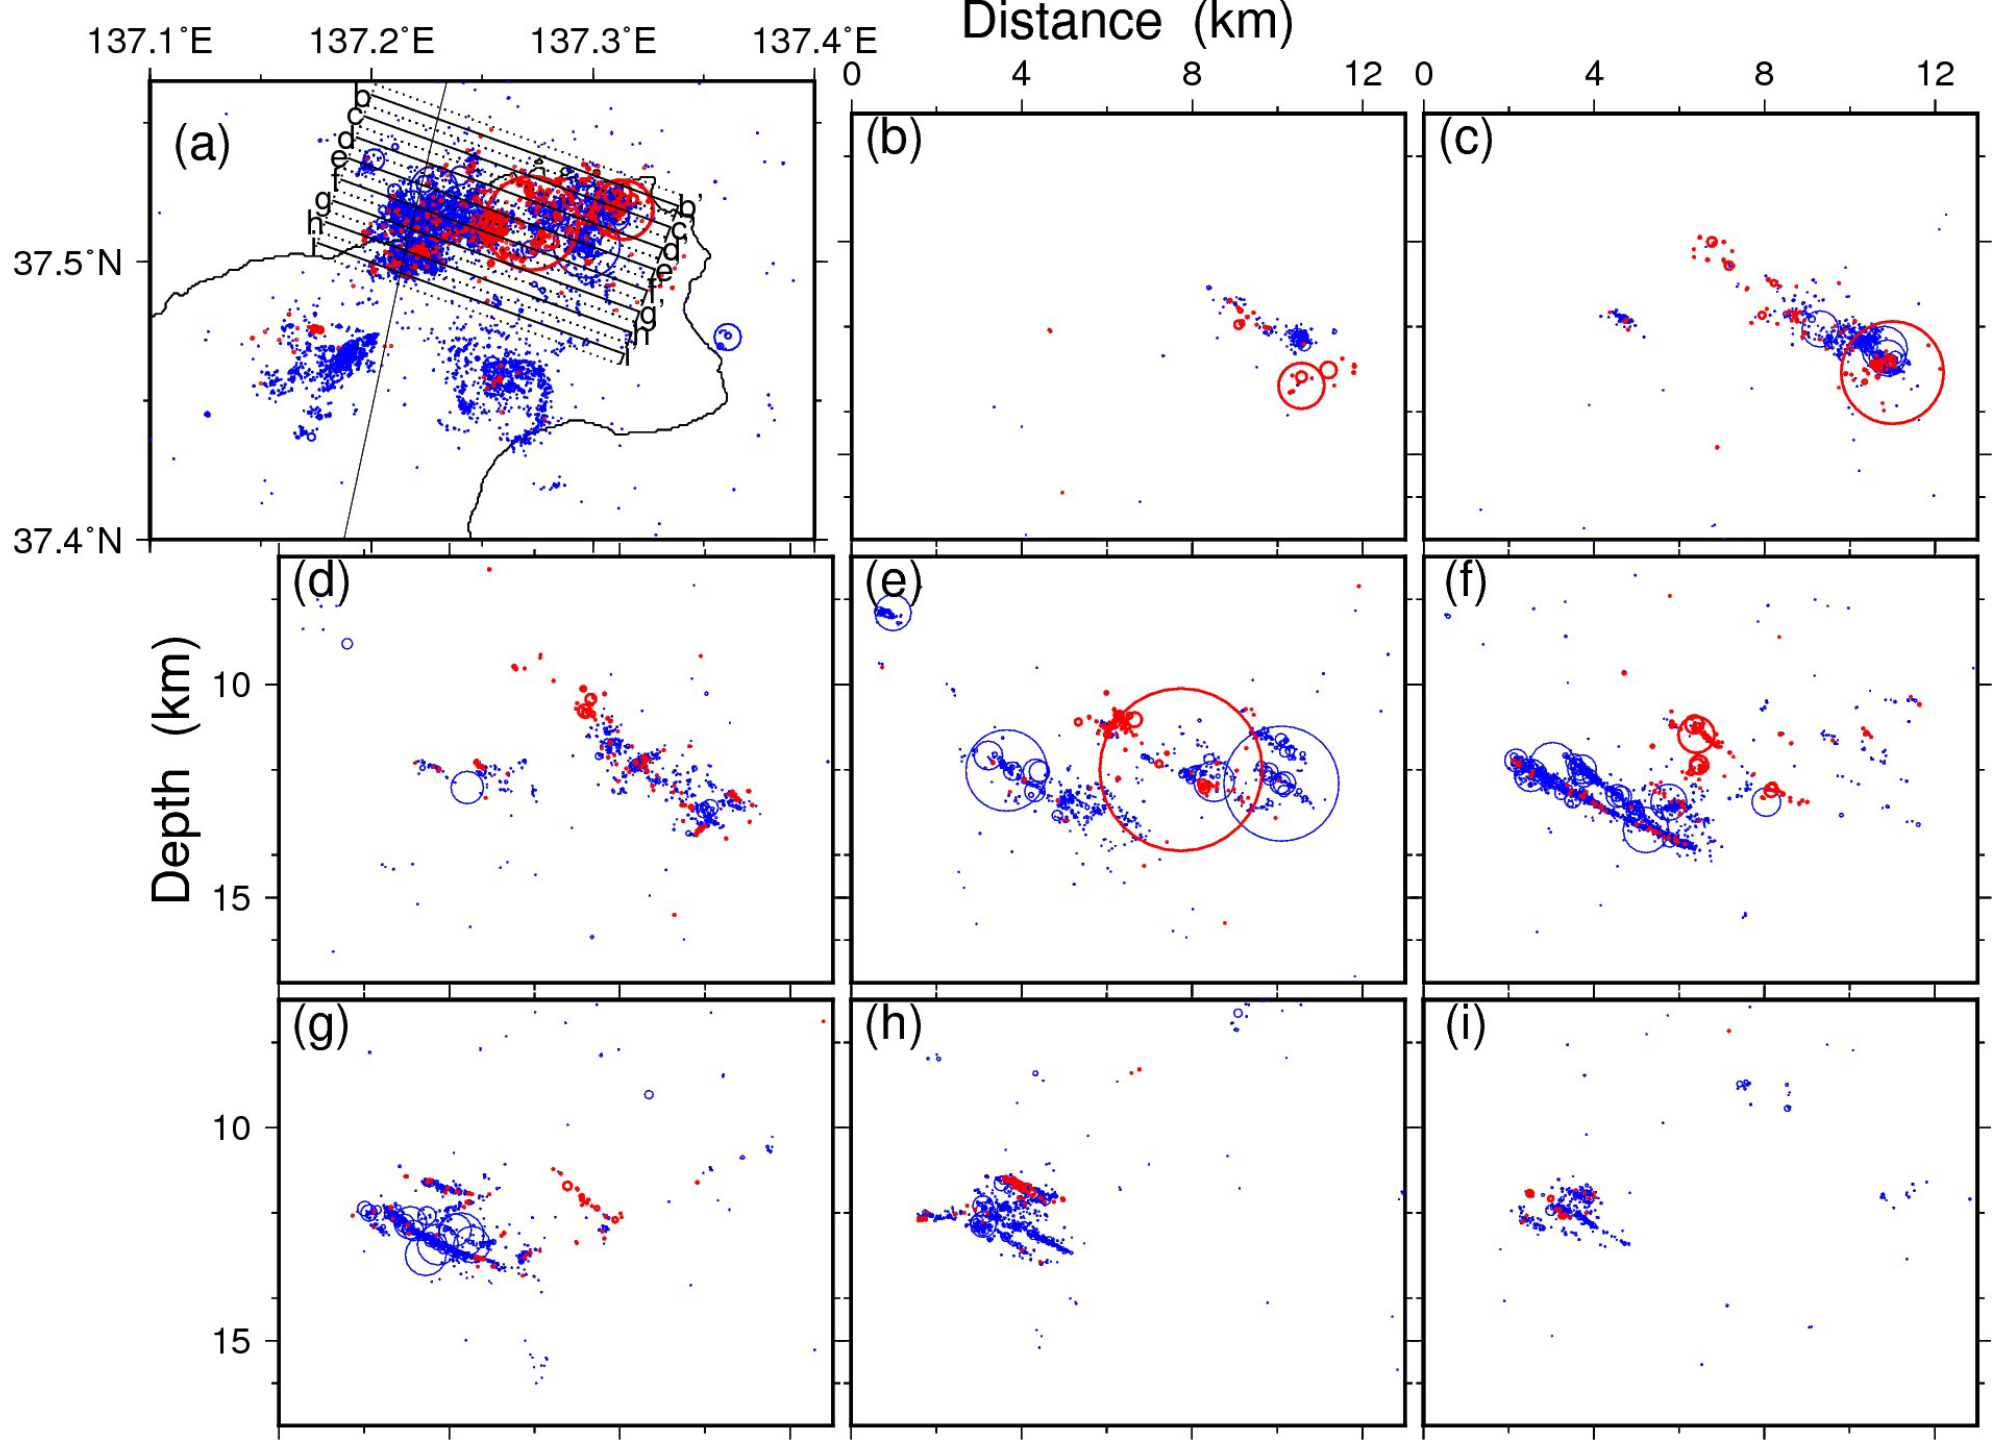 Distance (km)
137.1°E 137.2°E 137.3°E 137.4°E
0 4 8 12 0 4 8 12
(a) (b) (c)
b
c
d
e
f
g
h
i
b'
c'
d'
e'
f'
g'
h'
i'
37.5°N
37.4°N
(d) (e) (f)
Depth (km)
10
15
(g) (h) (i)
10
15